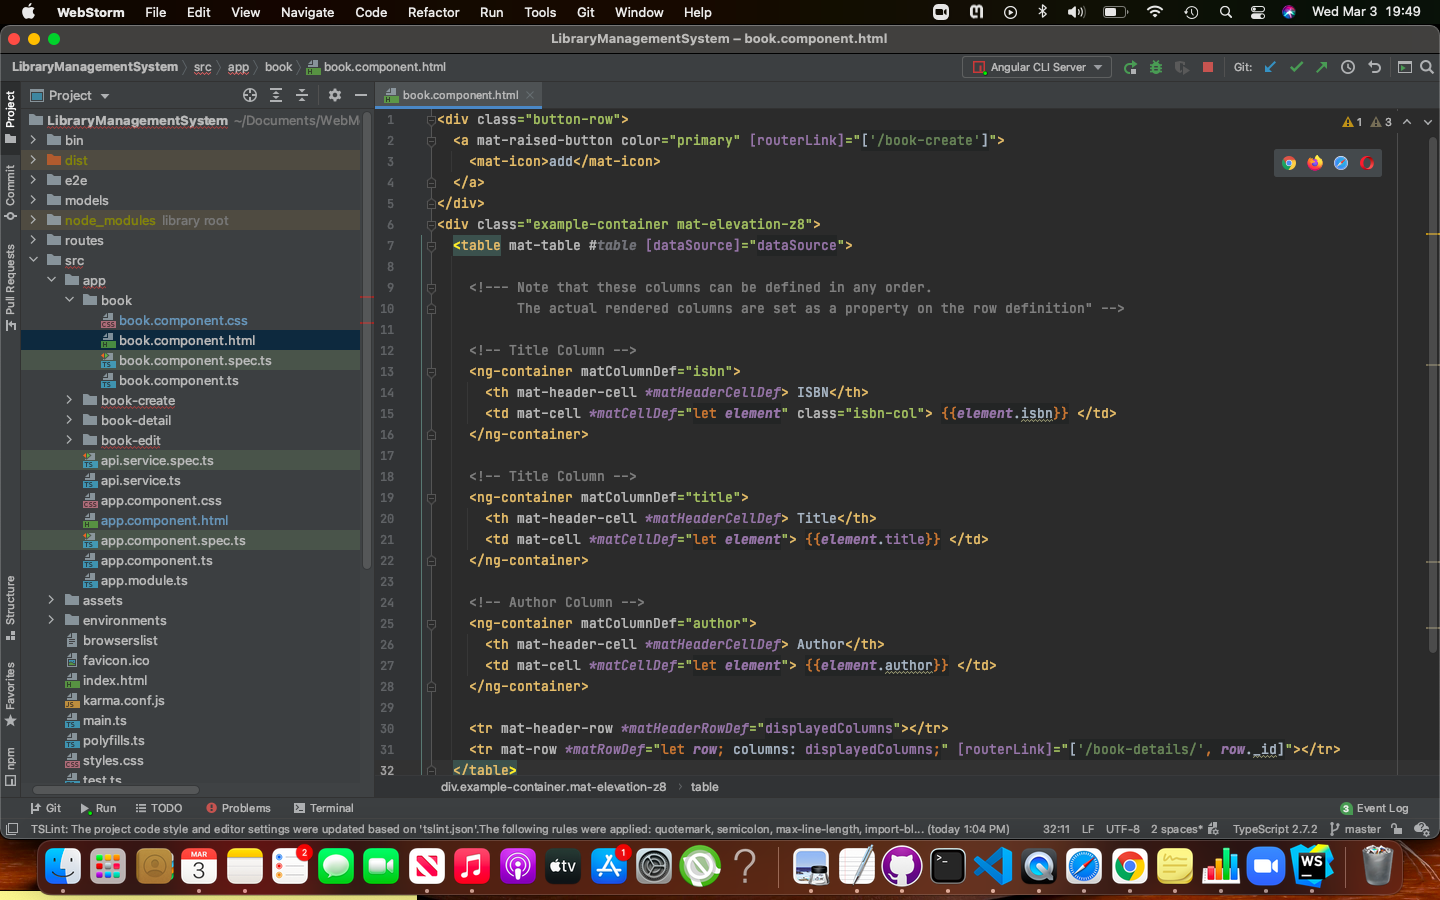 WebStorm File Edit View Navigate Code Refactor Run Tools Git Window Help Wed Mar 3 19:49
LibraryManagementSystem – book.component.html
LibraryManagementSystem src app book book.component.html Angular CLI Server Git:
Project
book.component.html
Project
Commit
Pull Requests
Structure
Favorites
npm
LibraryManagementSystem ~/Documents/WebM
bin
dist
e2e
models
node_modules library root
routes
src
app
book
book.component.css
book.component.html
book.component.spec.ts
book.component.ts
book-create
book-detail
book-edit
api.service.spec.ts
api.service.ts
app.component.css
app.component.html
app.component.spec.ts
app.component.ts
app.module.ts
assets
environments
browserslist
favicon.ico
index.html
karma.conf.js
main.ts
polyfills.ts
styles.css
test.ts
1 3
1 <div class="button-row">
2 <a mat-raised-button color="primary" [routerLink]="['/book-create']">
3 <mat-icon>add</mat-icon>
4 </a>
5 </div>
6 <div class="example-container mat-elevation-z8">
7 <table mat-table #table [dataSource]="dataSource">
8
9 <!--- Note that these columns can be defined in any order.
10 The actual rendered columns are set as a property on the row definition" -->
11
12 <!-- Title Column -->
13 <ng-container matColumnDef="isbn">
14 <th mat-header-cell *matHeaderCellDef> ISBN</th>
15 <td mat-cell *matCellDef="let element" class="isbn-col"> {{element.isbn}} </td>
16 </ng-container>
17
18 <!-- Title Column -->
19 <ng-container matColumnDef="title">
20 <th mat-header-cell *matHeaderCellDef> Title</th>
21 <td mat-cell *matCellDef="let element"> {{element.title}} </td>
22 </ng-container>
23
24 <!-- Author Column -->
25 <ng-container matColumnDef="author">
26 <th mat-header-cell *matHeaderCellDef> Author</th>
27 <td mat-cell *matCellDef="let element"> {{element.author}} </td>
28 </ng-container>
29
30 <tr mat-header-row *matHeaderRowDef="displayedColumns"></tr>
31 <tr mat-row *matRowDef="let row; columns: displayedColumns;" [routerLink]="['/book-details/', row._id]"></tr>
32 </table>
div.example-container.mat-elevation-z8 › table
Git Run TODO Problems Terminal 3 Event Log
TSLint: The project code style and editor settings were updated based on 'tslint.json'.The following rules were applied: quotemark, semicolon, max-line-length, import-bl... (today 1:04 PM) 32:11 LF UTF-8 2 spaces* TypeScript 2.7.2 master
MAR
3
2
tv
1
WS